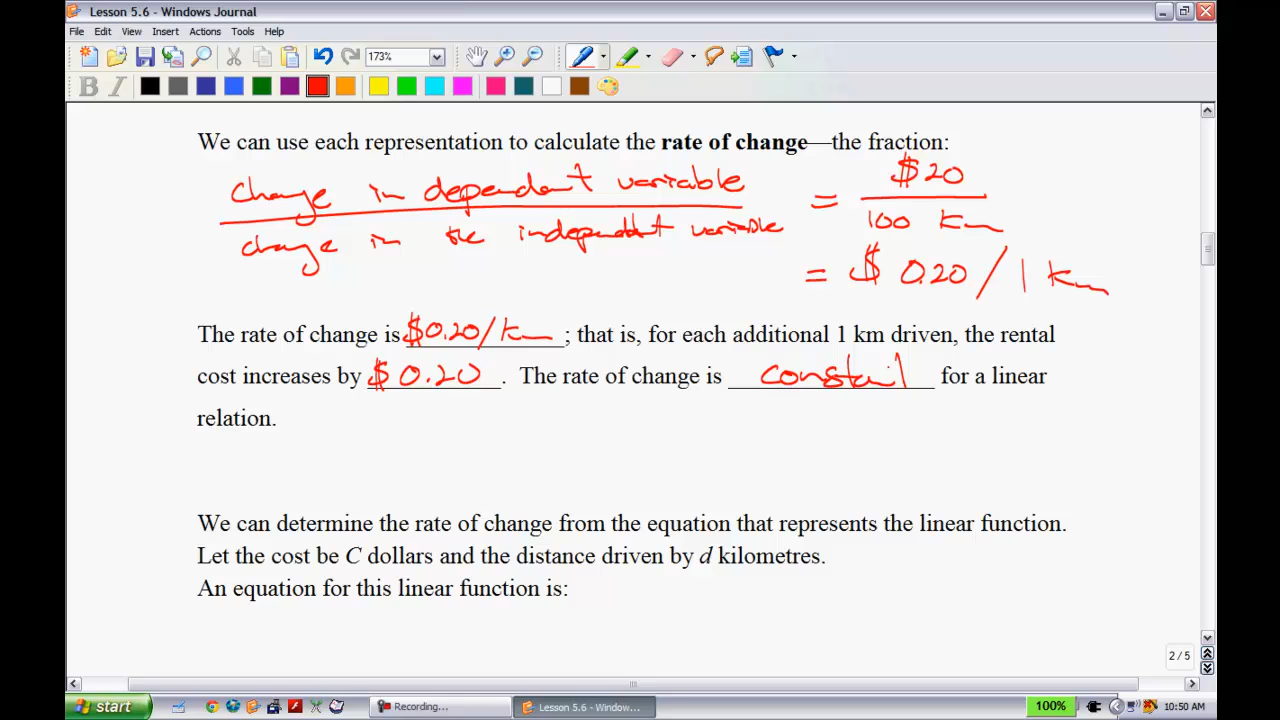 Lesson 5.6 - Windows Journal
File Edit View Insert Actions Tools Help
173%
B I
We can use each representation to calculate the rate of change—the fraction:
change in dependent variable = $20
change in the independent variable 100 km
= $ 0.20 / 1 km
The rate of change is $0.20/km ; that is, for each additional 1 km driven, the rental
cost increases by $0.20 . The rate of change is constant for a linear
relation.
We can determine the rate of change from the equation that represents the linear function.
Let the cost be C dollars and the distance driven by d kilometres.
An equation for this linear function is:
2 / 5
start Recording... Lesson 5.6 - Window... 100% 10:50 AM